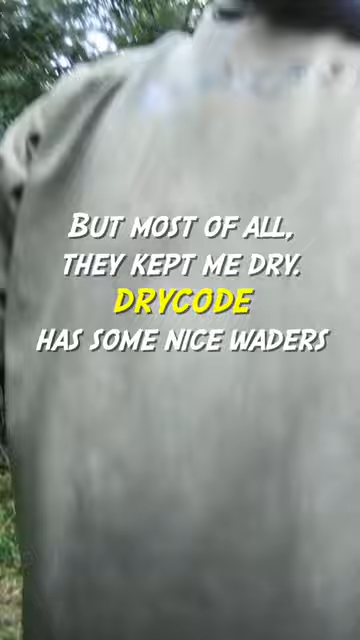 BUT MOST OF ALL,
THEY KEPT ME DRY.
DRYCODE
HAS SOME NICE WADERS